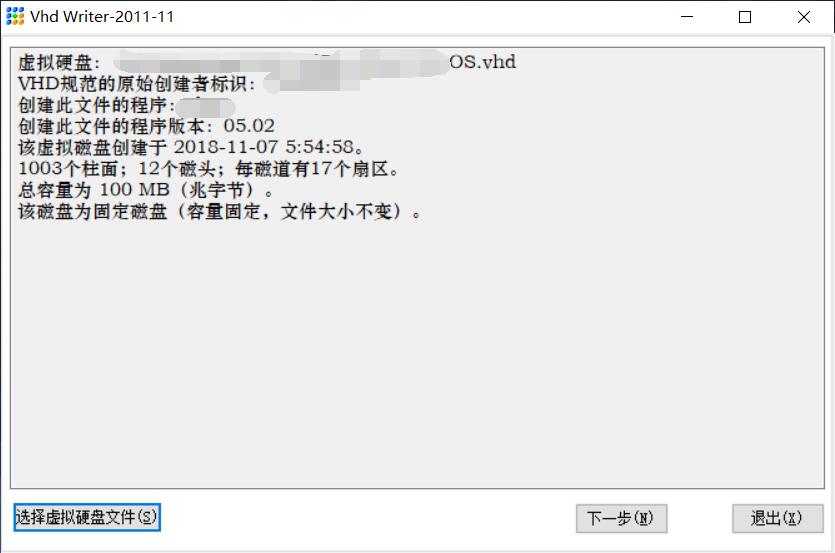 Vhd Writer-2011-11
虚拟硬盘： OS.vhd
VHD规范的原始创建者标识：
创建此文件的程序：
创建此文件的程序版本：05.02
该虚拟磁盘创建于 2018-11-07 5:54:58。
1003个柱面；12个磁头；每磁道有17个扇区。
总容量为 100 MB（兆字节）。
该磁盘为固定磁盘（容量固定，文件大小不变）。
选择虚拟硬盘文件(S) 下一步(N) 退出(X)